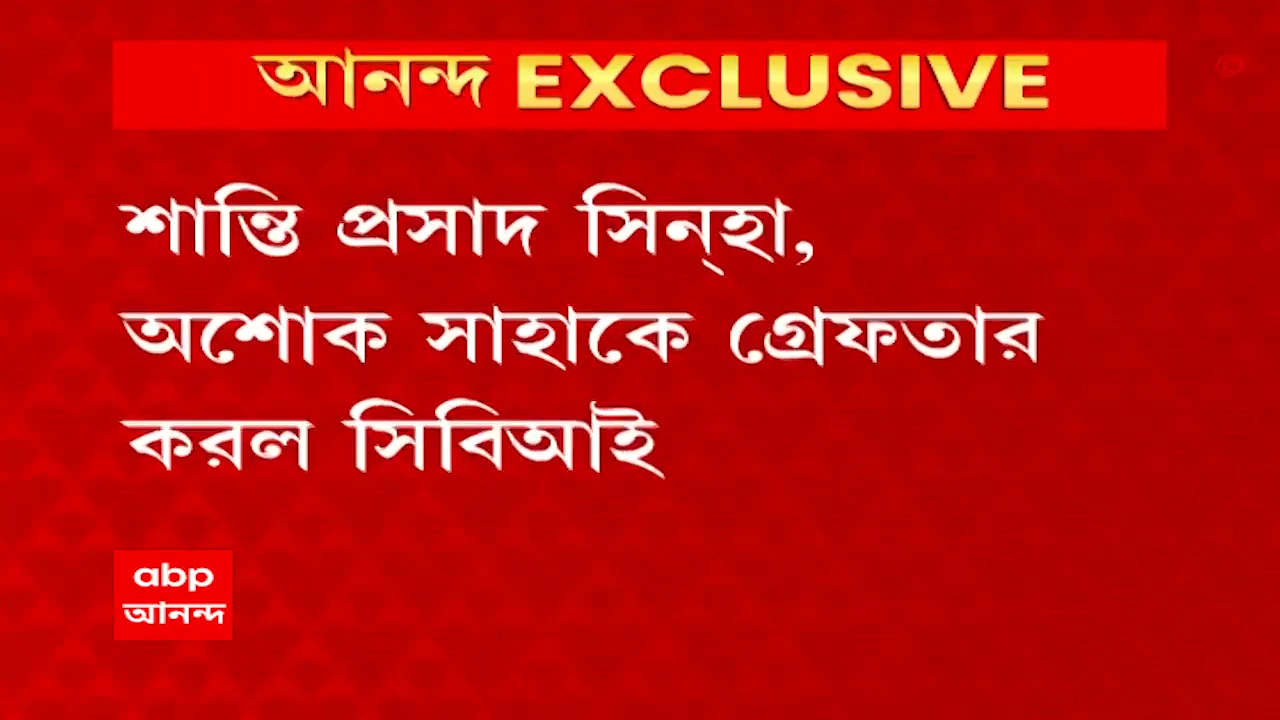 আনন্দ EXCLUSIVE
শান্তি প্রসাদ সিন্‌হা,
অশোক সাহাকে গ্রেফতার
করল সিবিআই
abp
আনন্দ